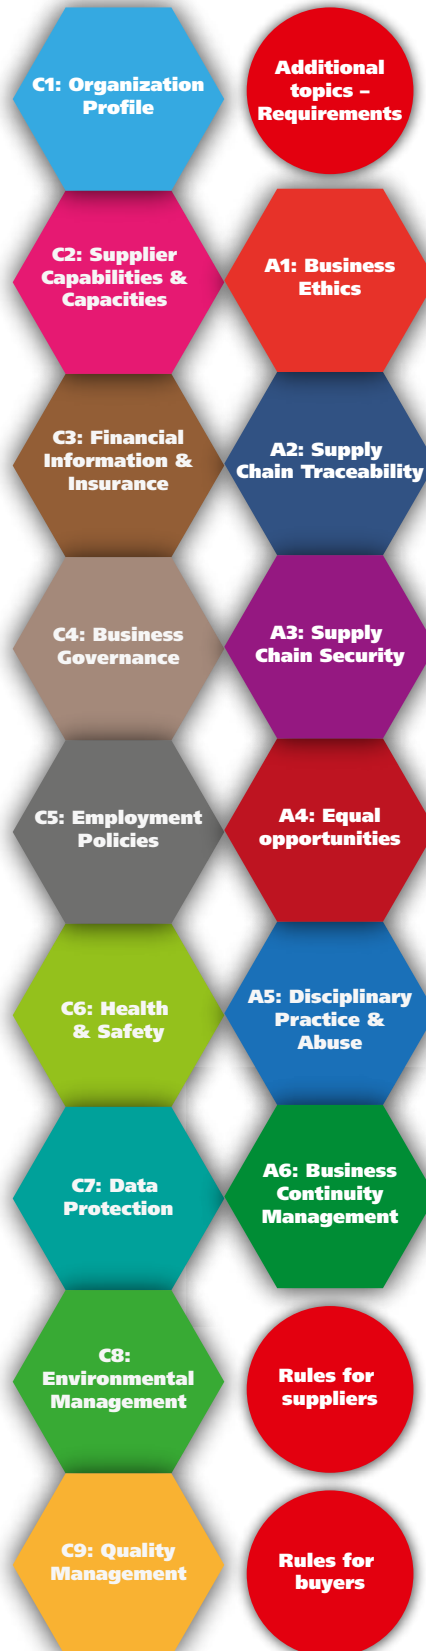 C1: Organization
Profile
Additional
topics –
Requirements
C2: Supplier
Capabilities &
Capacities
A1: Business
Ethics
C3: Financial
Information &
Insurance
A2: Supply
Chain Traceability
C4: Business
Governance
A3: Supply
Chain Security
C5: Employment
Policies
A4: Equal
opportunities
C6: Health
& Safety
A5: Disciplinary
Practice &
Abuse
C7: Data
Protection
A6: Business
Continuity
Management
C8:
Environmental
Management
Rules for
suppliers
C9: Quality
Management
Rules for
buyers